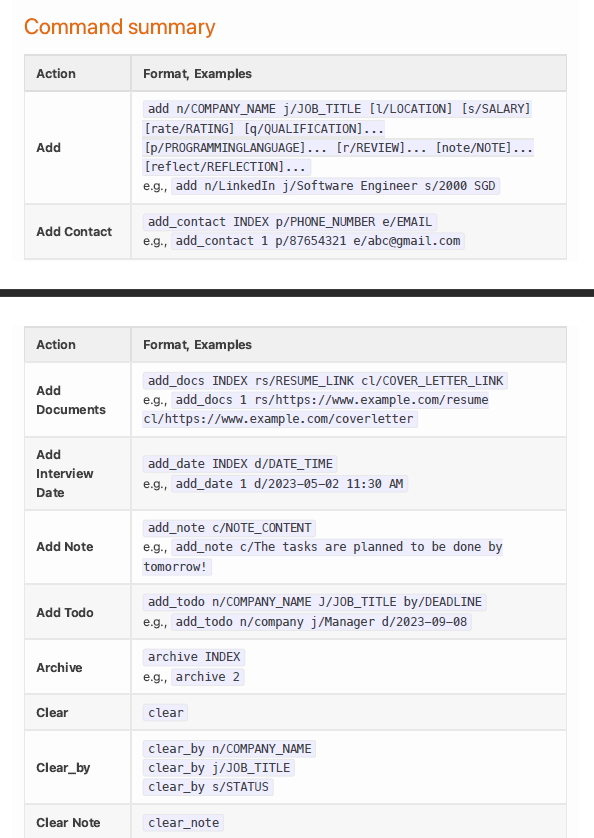 Command summary
Action Format, Examples
Add
add n/COMPANY_NAME j/JOB_TITLE [l/LOCATION] [s/SALARY]
[rate/RATING] [q/QUALIFICATION]...
[p/PROGRAMMINGLANGUAGE]... [r/REVIEW]... [note/NOTE]...
[reflect/REFLECTION]...
e.g., add n/LinkedIn j/Software Engineer s/2000 SGD
Add Contact
add_contact INDEX p/PHONE_NUMBER e/EMAIL
e.g., add_contact 1 p/87654321 e/abc@gmail.com
Action Format, Examples
Add
Documents
add_docs INDEX rs/RESUME_LINK cl/COVER_LETTER_LINK
e.g., add_docs 1 rs/https://www.example.com/resume
cl/https://www.example.com/coverletter
Add
Interview
Date
add_date INDEX d/DATE_TIME
e.g., add_date 1 d/2023-05-02 11:30 AM
Add Note
add_note c/NOTE_CONTENT
e.g., add_note c/The tasks are planned to be done by
tomorrow!
Add Todo
add_todo n/COMPANY_NAME J/JOB_TITLE by/DEADLINE
e.g., add_todo n/company j/Manager d/2023-09-08
Archive
archive INDEX
e.g., archive 2
Clear clear
Clear_by
clear_by n/COMPANY_NAME
clear_by j/JOB_TITLE
clear_by s/STATUS
Clear Note clear_note